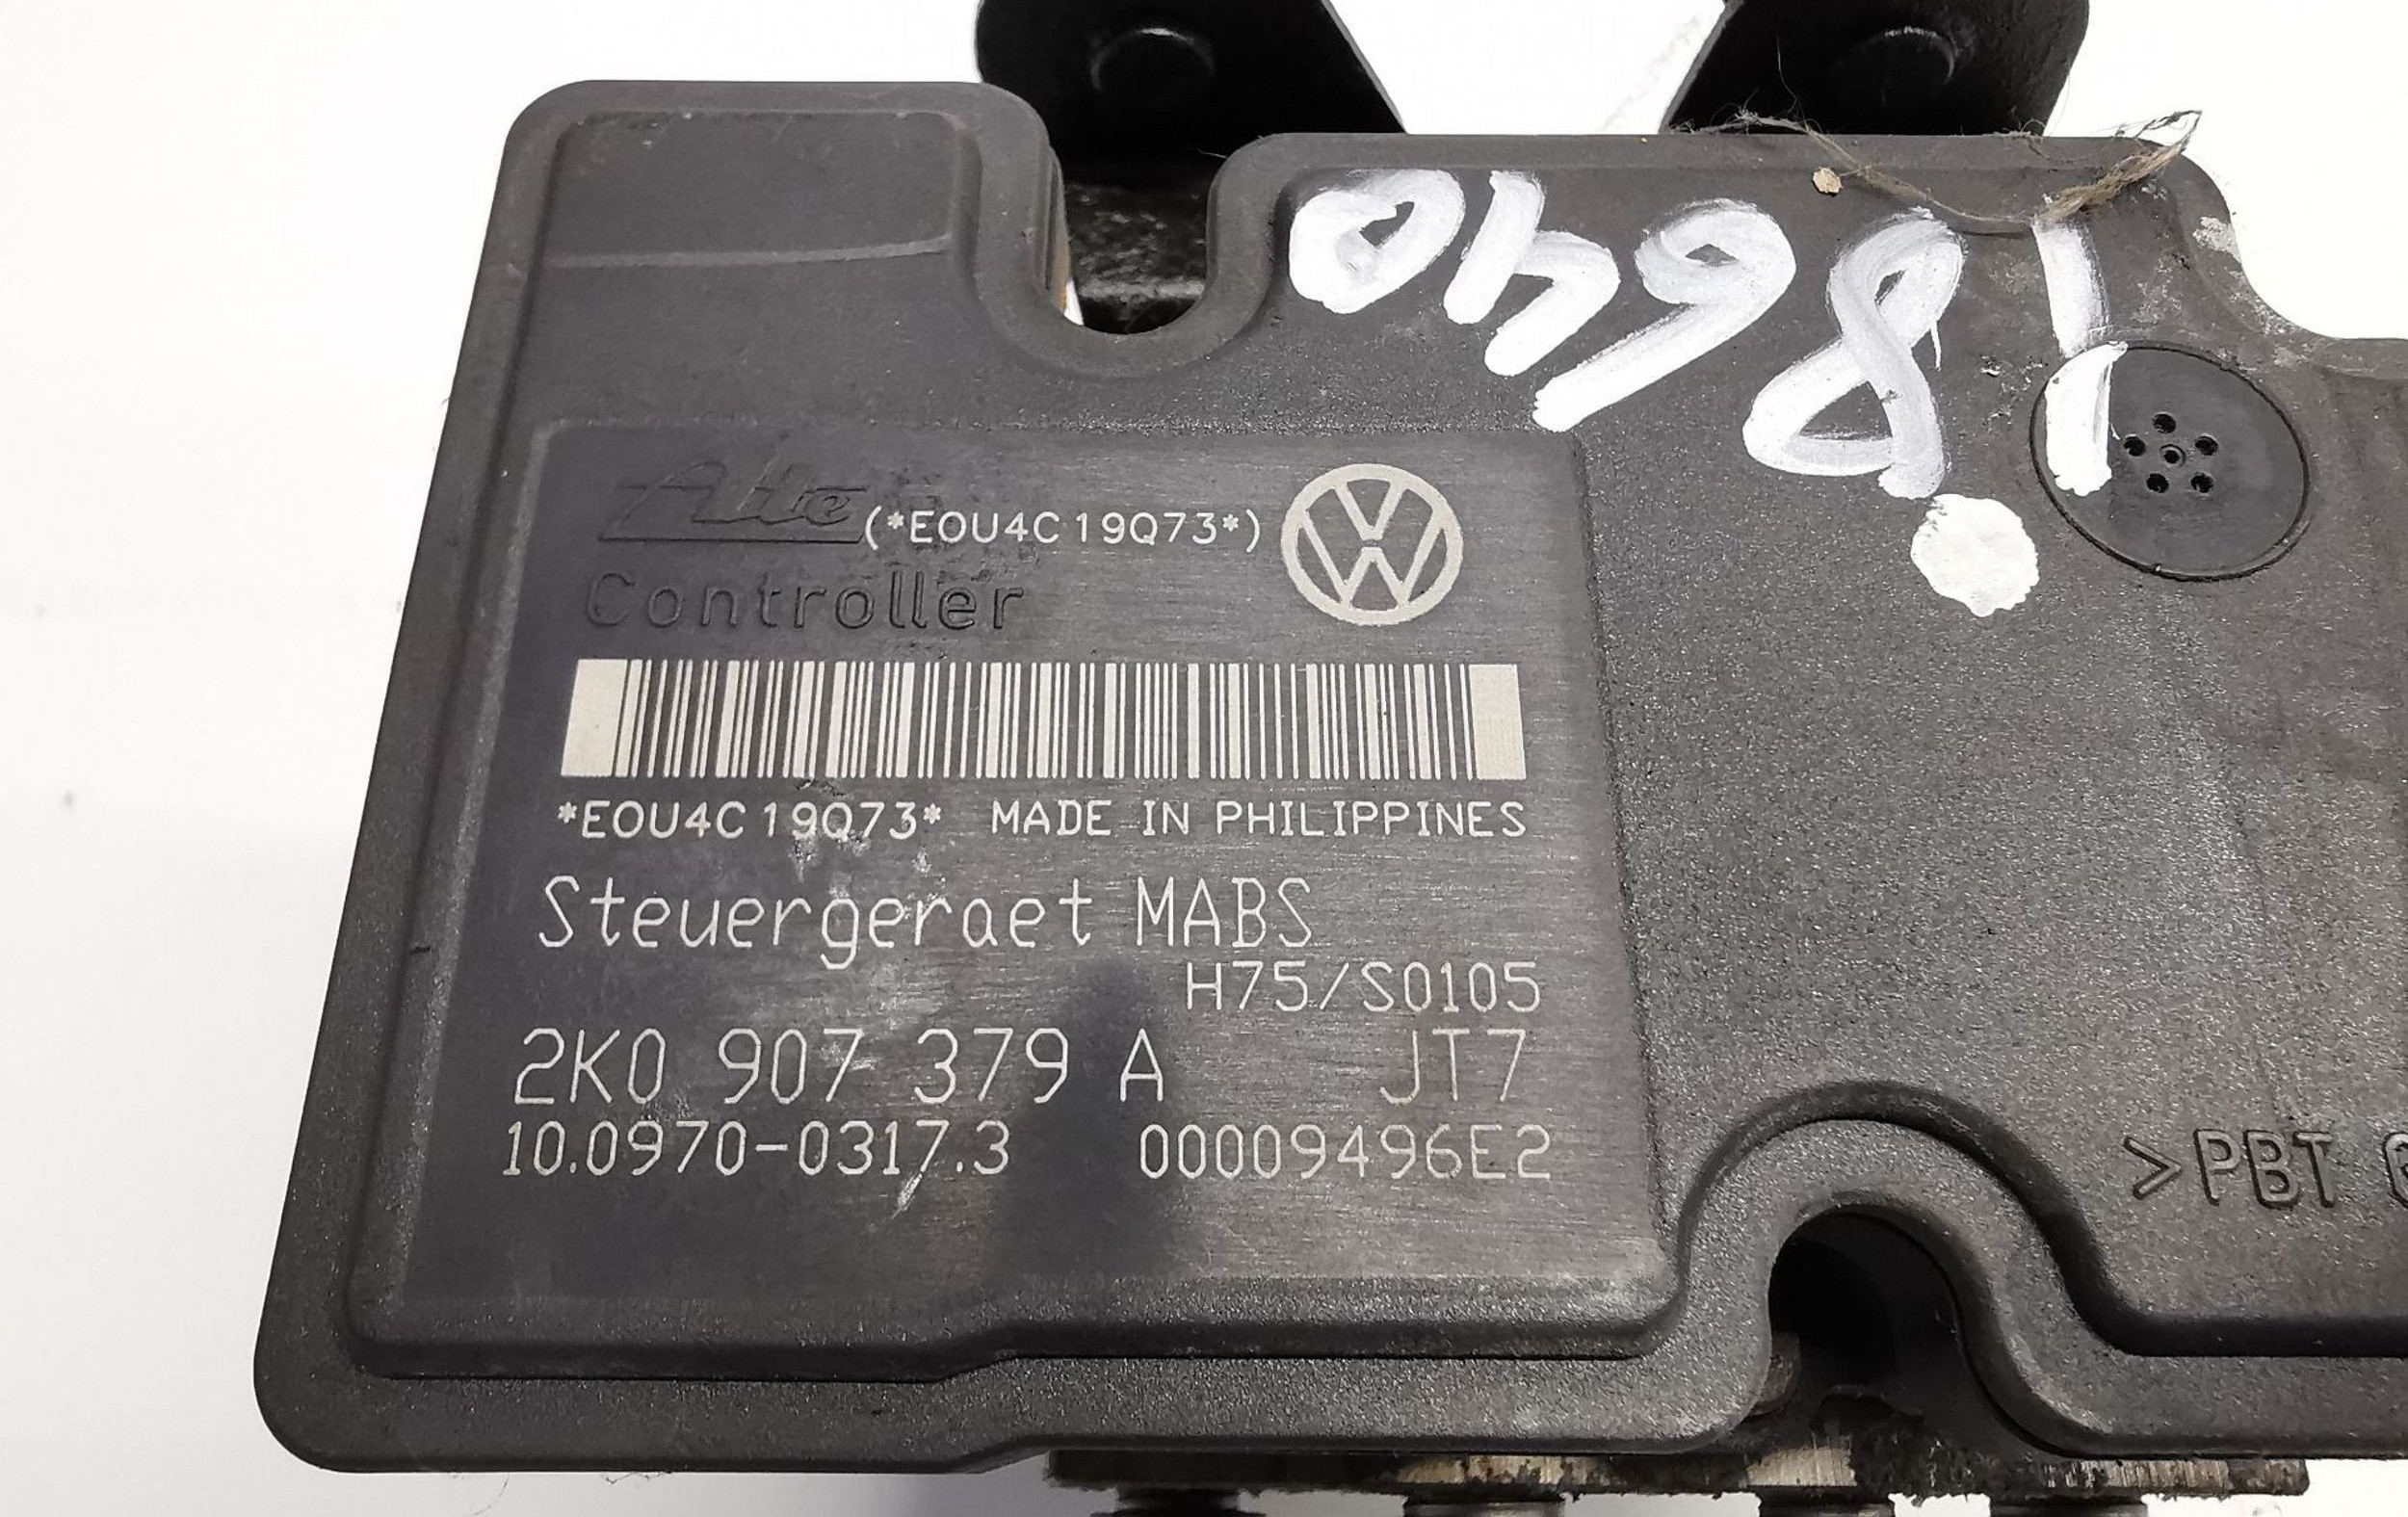 18640
Ate (*EOU4C19Q73*)
Controller
*EOU4C19Q73* MADE IN PHILIPPINES
Steuergeraet MABS
H75/S0105
2K0 907 379 A JT7
10.0970-0317.3 00009496E2
>PBT